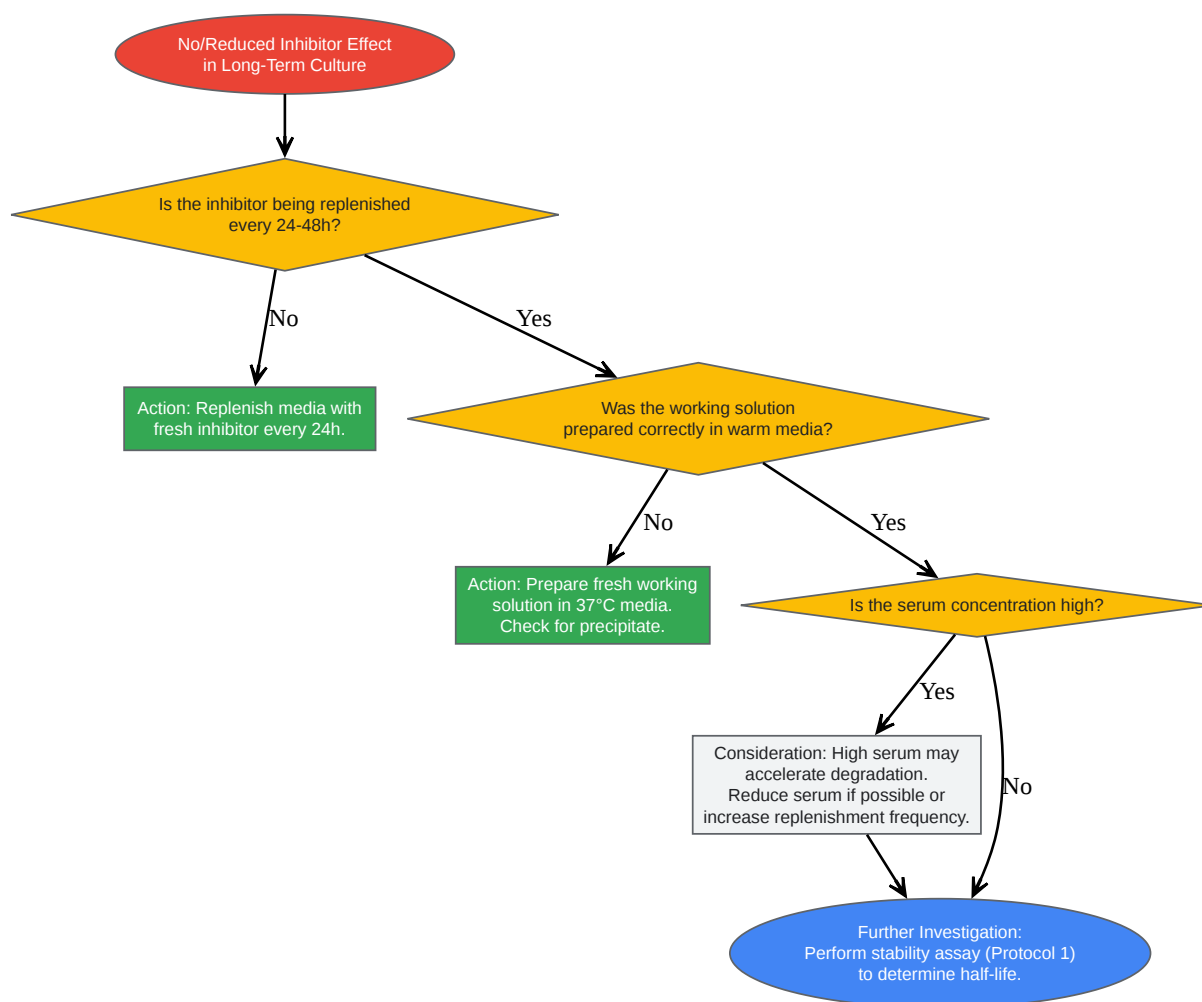 No/Reduced Inhibitor Effect
in Long-Term Culture
Is the inhibitor being replenished
every 24-48h?
No
Yes
Action: Replenish media with
fresh inhibitor every 24h.
Was the working solution
prepared correctly in warm media?
No
Yes
Action: Prepare fresh working
solution in 37°C media.
Check for precipitate.
Is the serum concentration high?
Yes
No
Consideration: High serum may
accelerate degradation.
Reduce serum if possible or
increase replenishment frequency.
Further Investigation:
Perform stability assay (Protocol 1)
to determine half-life.